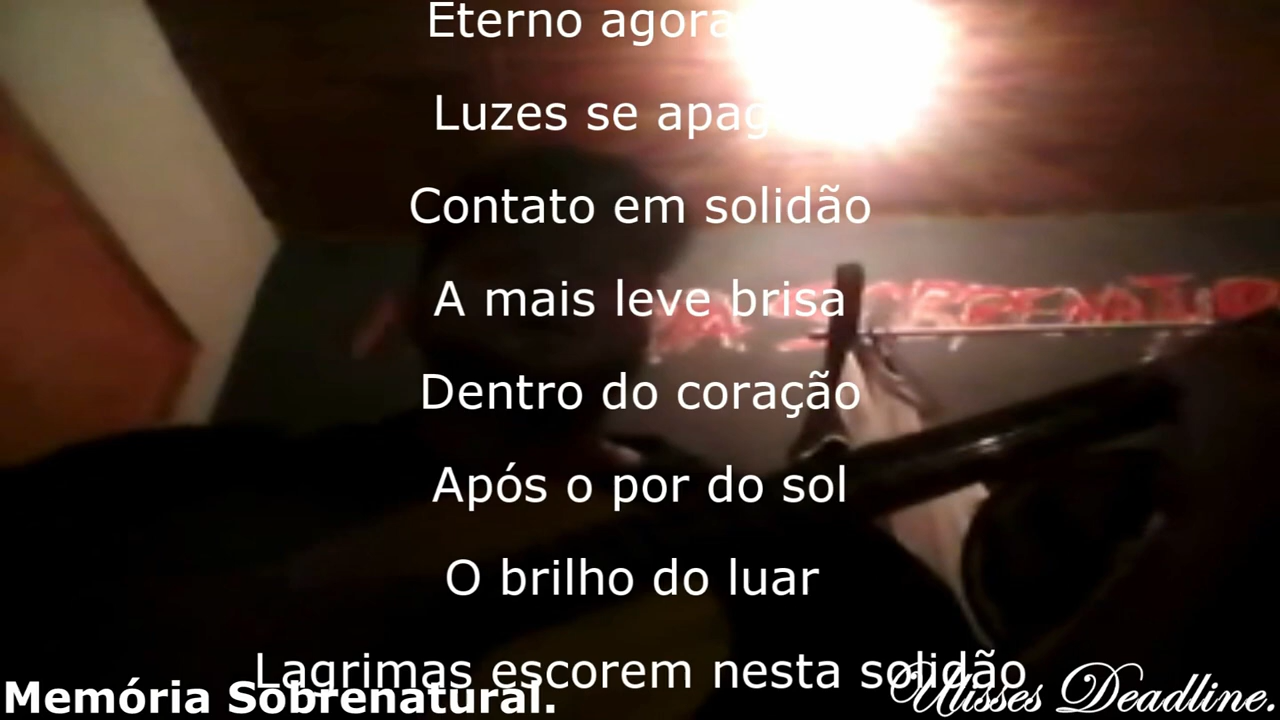 Eterno agora
Luzes se apag
Contato em solidão
A mais leve brisa
Dentro do coração
Após o por do sol
O brilho do luar
Lagrimas escorem nesta solidão
Memória Sobrenatural.
Ulisses Deadline.